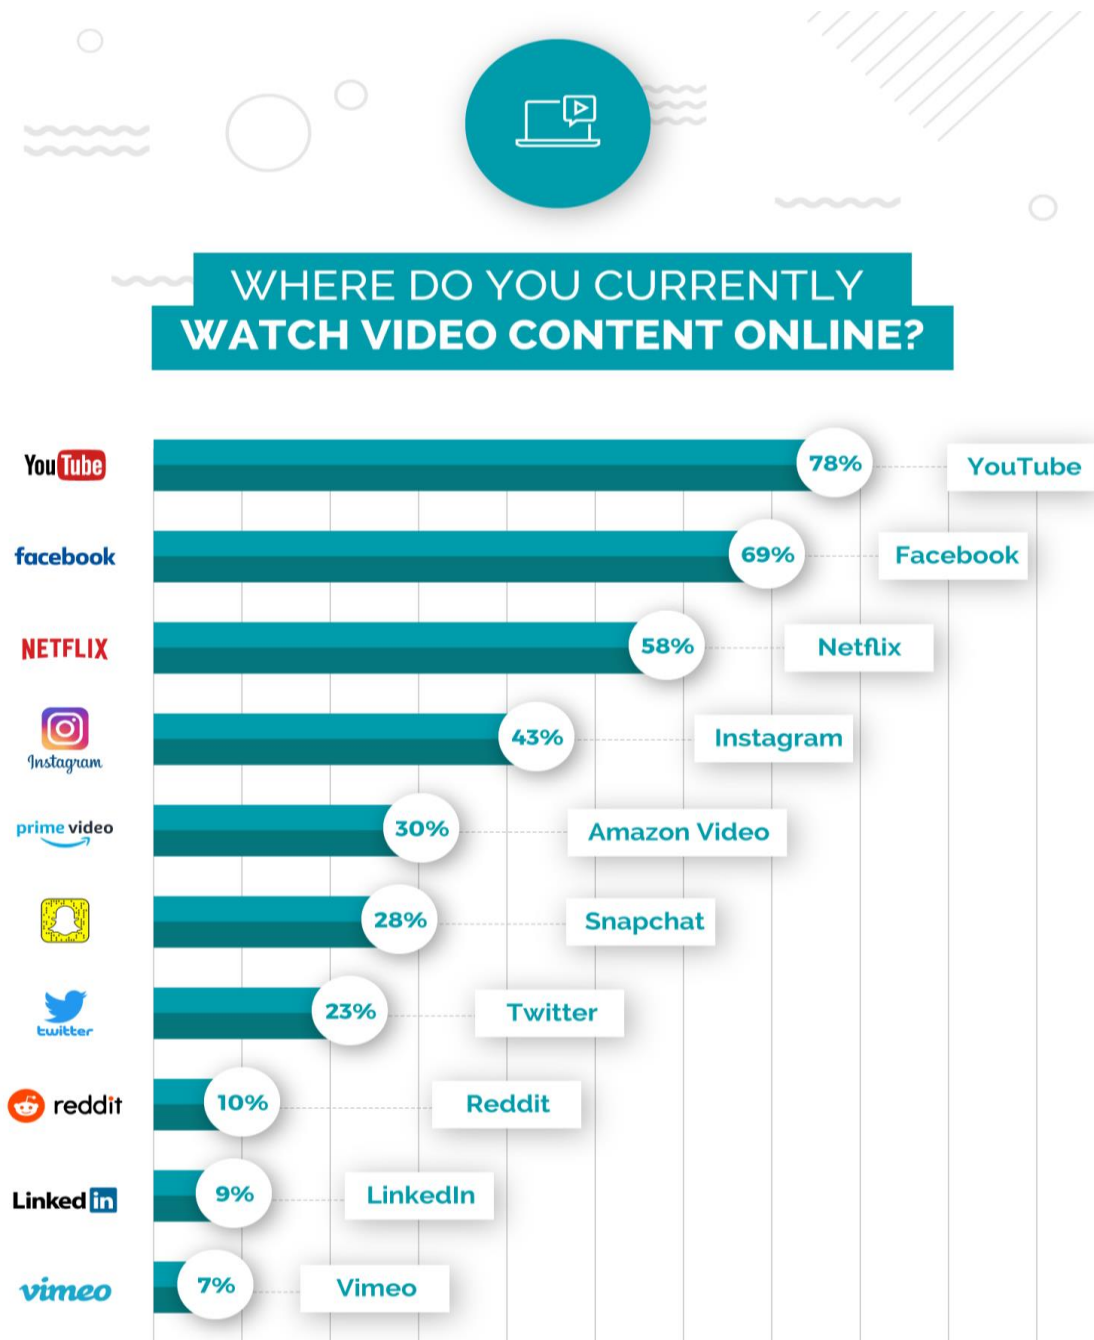 WHERE DO YOU CURRENTLY
WATCH VIDEO CONTENT ONLINE?
YouTube 78% YouTube
facebook 69% Facebook
NETFLIX 58% Netflix
Instagram 43% Instagram
prime video 30% Amazon Video
28% Snapchat
twitter 23% Twitter
reddit 10% Reddit
Linked in 9% LinkedIn
vimeo 7% Vimeo